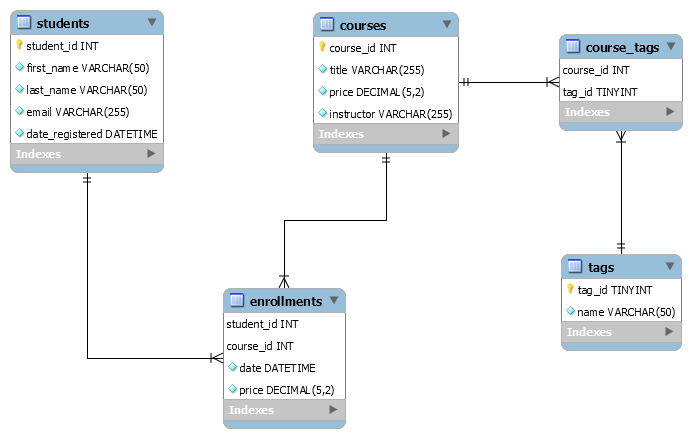 students
student_id INT
first_name VARCHAR(50)
last_name VARCHAR(50)
email VARCHAR(255)
date_registered DATETIME
Indexes
courses
course_id INT
title VARCHAR(255)
price DECIMAL(5,2)
instructor VARCHAR(255)
Indexes
course_tags
course_id INT
tag_id TINYINT
Indexes
tags
tag_id TINYINT
name VARCHAR(50)
Indexes
enrollments
student_id INT
course_id INT
date DATETIME
price DECIMAL(5,2)
Indexes